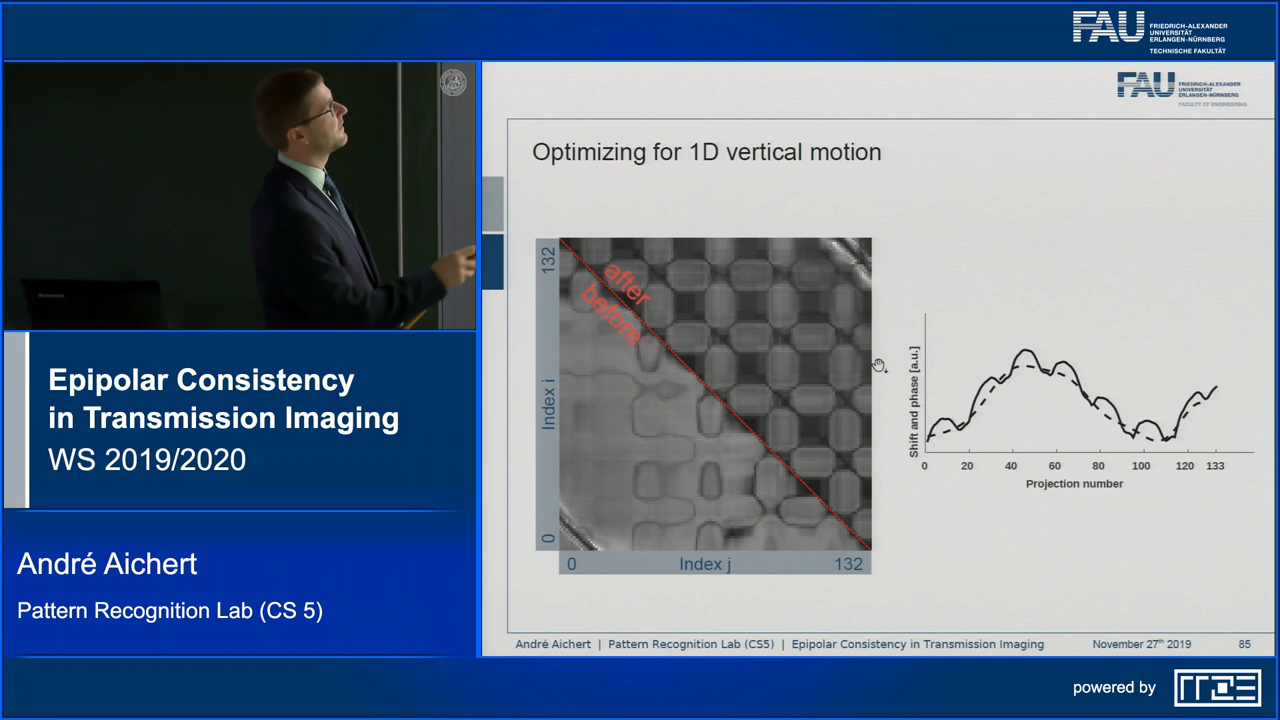 FAU
FRIEDRICH-ALEXANDER
UNIVERSITÄT
ERLANGEN-NÜRNBERG
TECHNISCHE FAKULTÄT
FAU
FRIEDRICH-ALEXANDER
UNIVERSITÄT
ERLANGEN-NÜRNBERG
FACULTY OF ENGINEERING
Optimizing for 1D vertical motion
132
Index i
0
after
before
0
Index j
132
Shift and phase [a.u.]
0
20
40
60
80
100
120
133
Projection number
Epipolar Consistency
in Transmission Imaging
WS 2019/2020
André Aichert
Pattern Recognition Lab (CS 5)
André Aichert | Pattern Recognition Lab (CS5) | Epipolar Consistency in Transmission Imaging
November 27th 2019
85
powered by